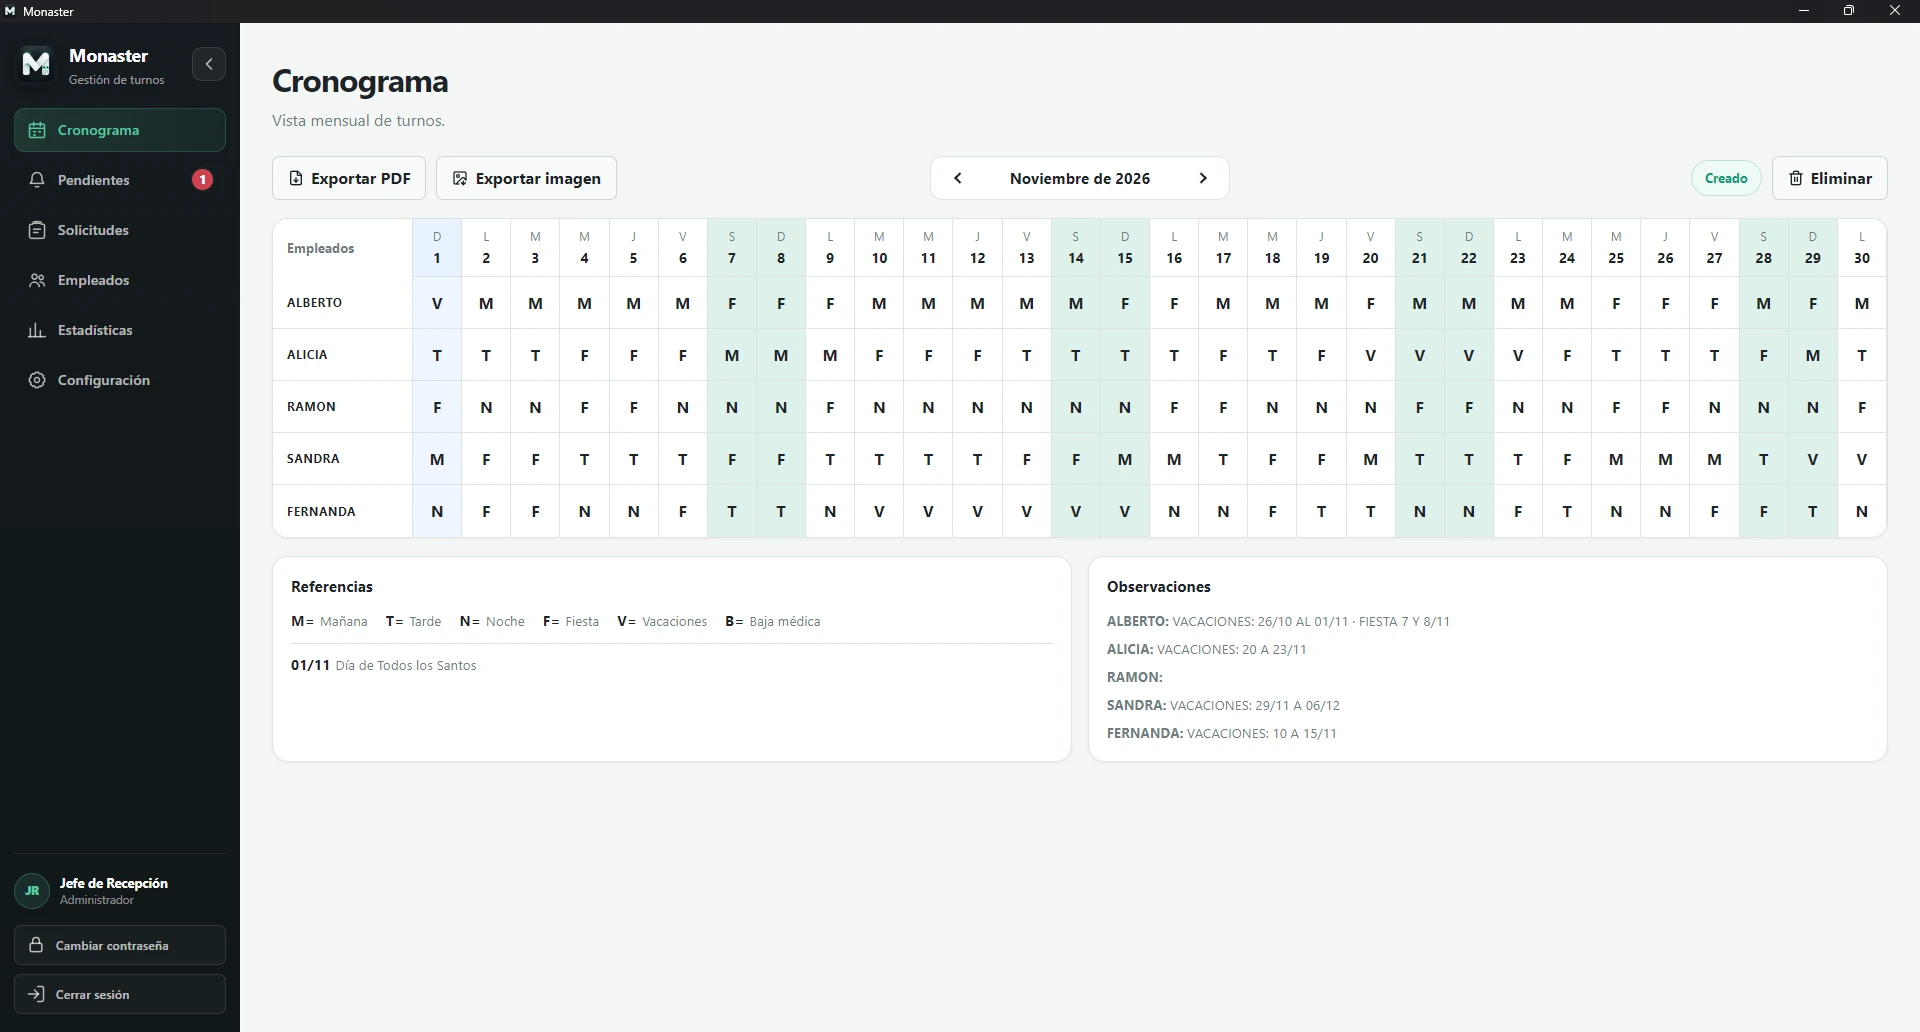 Monaster
Monaster
Gestión de turnos
Cronograma
Pendientes 1
Solicitudes
Empleados
Estadísticas
Configuración
JR Jefe de Recepción
Administrador
Cambiar contraseña
Cerrar sesión
Cronograma
Vista mensual de turnos.
Exportar PDF Exportar imagen Noviembre de 2026 Creado Eliminar
Empleados D L M M J V S D L M M J V S D L M M J V S D L M M J V S D L
1 2 3 4 5 6 7 8 9 10 11 12 13 14 15 16 17 18 19 20 21 22 23 24 25 26 27 28 29 30
ALBERTO V M M M M M F F F M M M M M F F M M M F M M M M F F F M F M
ALICIA T T T F F F M M M F F F T T T T F T F V V V V F T T T F M T
RAMON F N N F F N N N F N N N N N N F F N N N F F N N F F N N N F
SANDRA M F F T T T F F T T T T F F M M T F F M T T T F M M M T V V
FERNANDA N F F N N F T T N V V V V V V N N F T T N N F T N N F F T N
Referencias
M= Mañana T= Tarde N= Noche F= Fiesta V= Vacaciones B= Baja médica
01/11 Día de Todos los Santos
Observaciones
ALBERTO: VACACIONES: 26/10 AL 01/11 · FIESTA 7 Y 8/11
ALICIA: VACACIONES: 20 A 23/11
RAMON:
SANDRA: VACACIONES: 29/11 A 06/12
FERNANDA: VACACIONES: 10 A 15/11